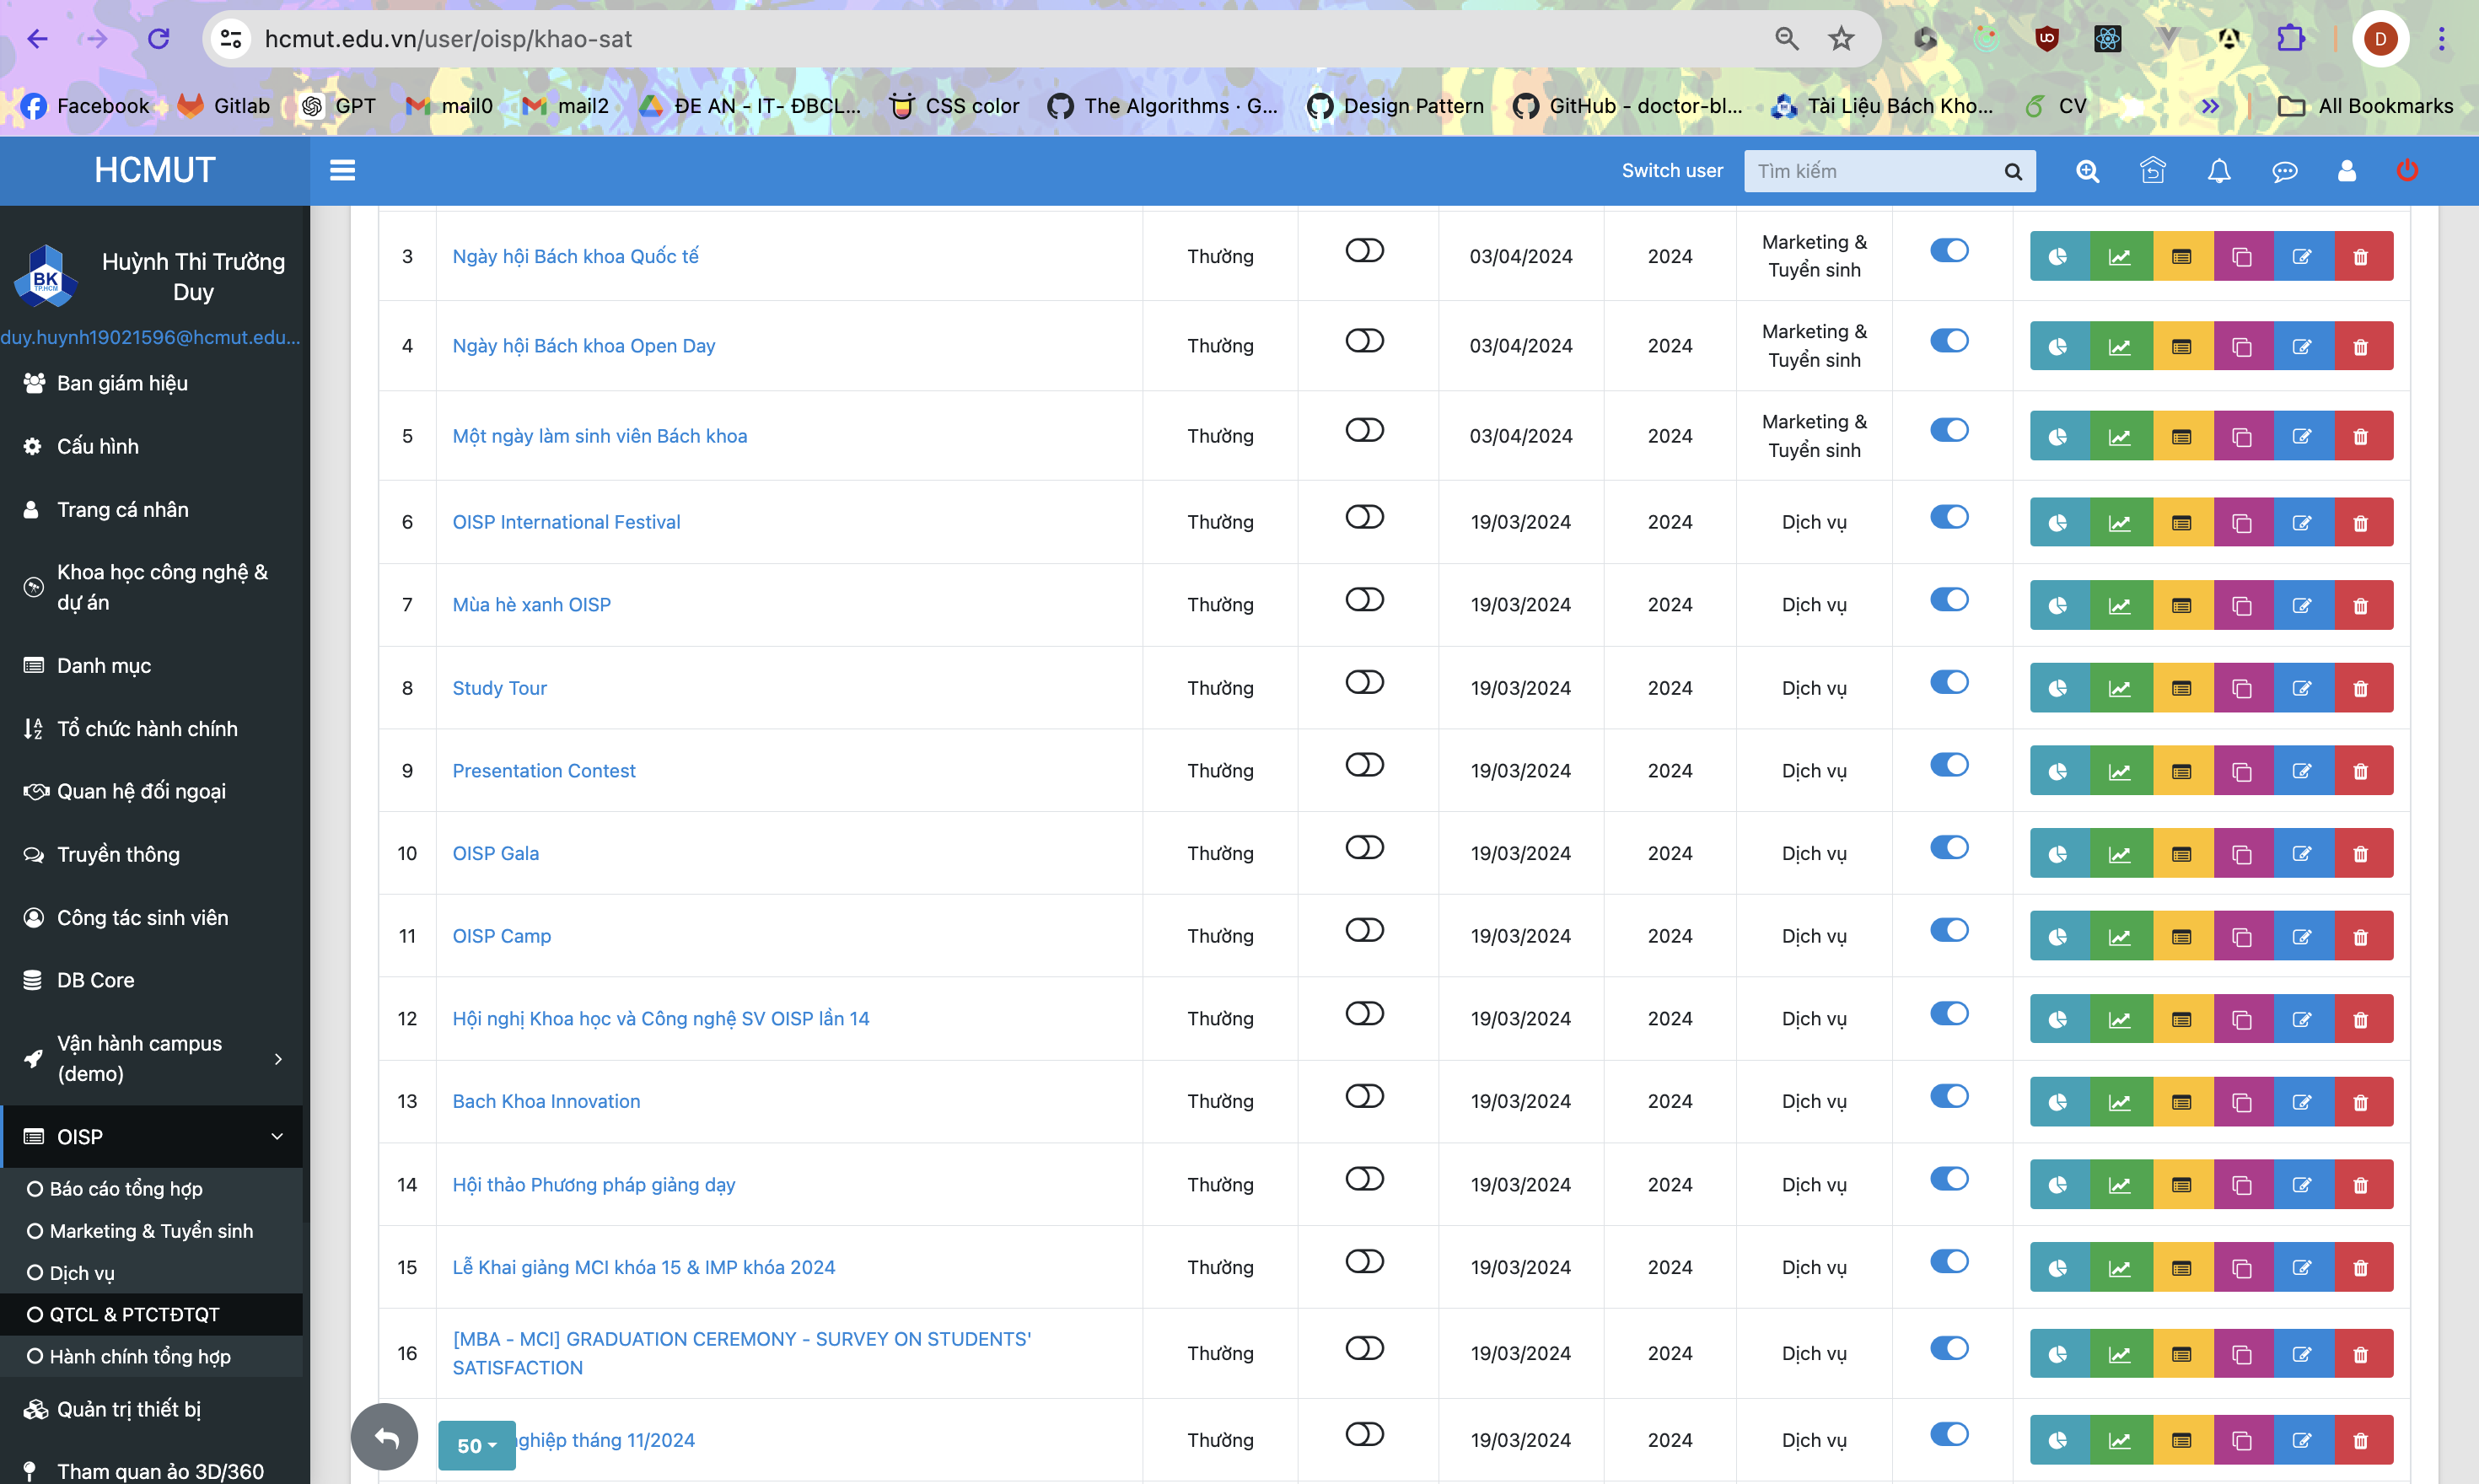 hcmut.edu.vn/user/oisp/khao-sat
D
Facebook
Gitlab
GPT
mail0
mail2
ĐE AN - IT- ĐBCL...
CSS color
The Algorithms · G...
Design Pattern
GitHub - doctor-bl...
Tài Liệu Bách Kho...
CV
All Bookmarks
HCMUT
Switch user
Tìm kiếm
BK
TP.HCM
Huỳnh Thi Trường
Duy
duy.huynh19021596@hcmut.edu...
Ban giám hiệu
Cấu hình
Trang cá nhân
Khoa học công nghệ &
dự án
Danh mục
Tổ chức hành chính
Quan hệ đối ngoại
Truyền thông
Công tác sinh viên
DB Core
Vận hành campus
(demo)
OISP
Báo cáo tổng hợp
Marketing & Tuyển sinh
Dịch vụ
QTCL & PTCTĐTQT
Hành chính tổng hợp
Quản trị thiết bị
Tham quan ảo 3D/360
3 Ngày hội Bách khoa Quốc tế Thường 03/04/2024 2024 Marketing &
Tuyển sinh
4 Ngày hội Bách khoa Open Day Thường 03/04/2024 2024 Marketing &
Tuyển sinh
5 Một ngày làm sinh viên Bách khoa Thường 03/04/2024 2024 Marketing &
Tuyển sinh
6 OISP International Festival Thường 19/03/2024 2024 Dịch vụ
7 Mùa hè xanh OISP Thường 19/03/2024 2024 Dịch vụ
8 Study Tour Thường 19/03/2024 2024 Dịch vụ
9 Presentation Contest Thường 19/03/2024 2024 Dịch vụ
10 OISP Gala Thường 19/03/2024 2024 Dịch vụ
11 OISP Camp Thường 19/03/2024 2024 Dịch vụ
12 Hội nghị Khoa học và Công nghệ SV OISP lần 14 Thường 19/03/2024 2024 Dịch vụ
13 Bach Khoa Innovation Thường 19/03/2024 2024 Dịch vụ
14 Hội thảo Phương pháp giảng dạy Thường 19/03/2024 2024 Dịch vụ
15 Lễ Khai giảng MCI khóa 15 & IMP khóa 2024 Thường 19/03/2024 2024 Dịch vụ
16 [MBA - MCI] GRADUATION CEREMONY - SURVEY ON STUDENTS'
SATISFACTION Thường 19/03/2024 2024 Dịch vụ
50 nghiệp tháng 11/2024 Thường 19/03/2024 2024 Dịch vụ